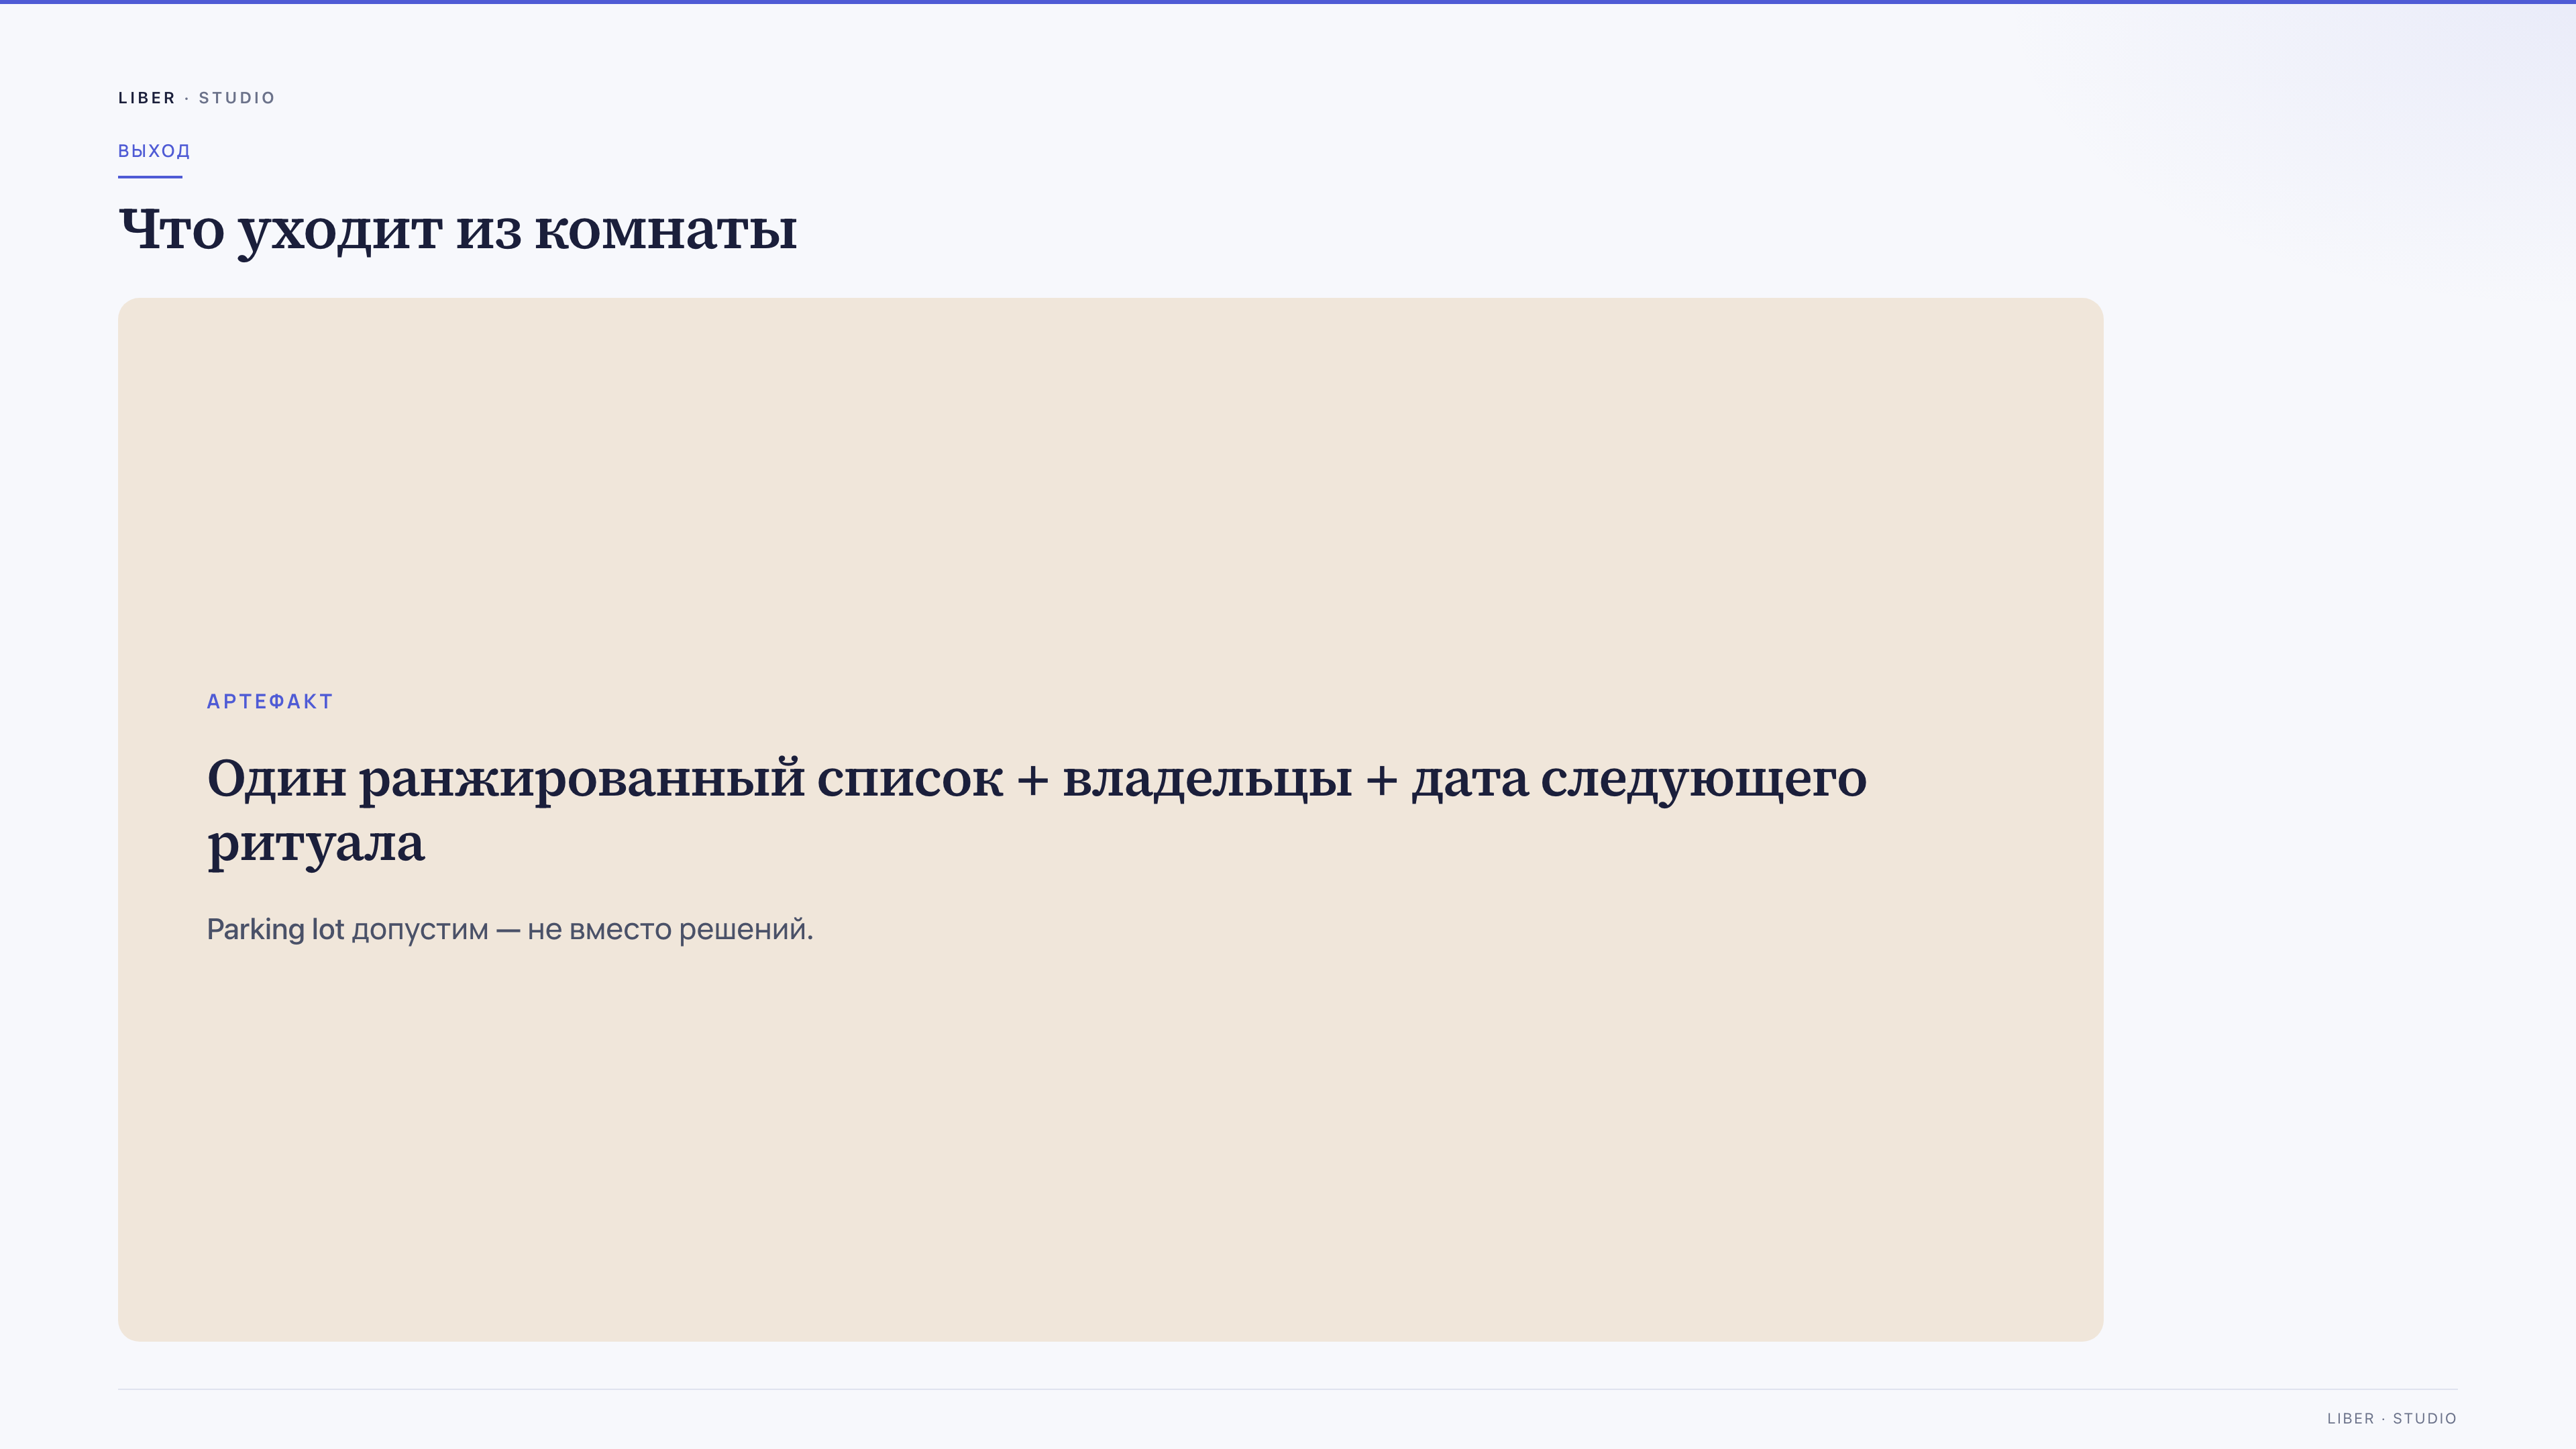 LIBER · STUDIO
ВЫХОД
Что уходит из комнаты
АРТЕФАКТ
Один ранжированный список + владельцы + дата следующего
ритуала
Parking lot допустим — не вместо решений.
LIBER · STUDIO